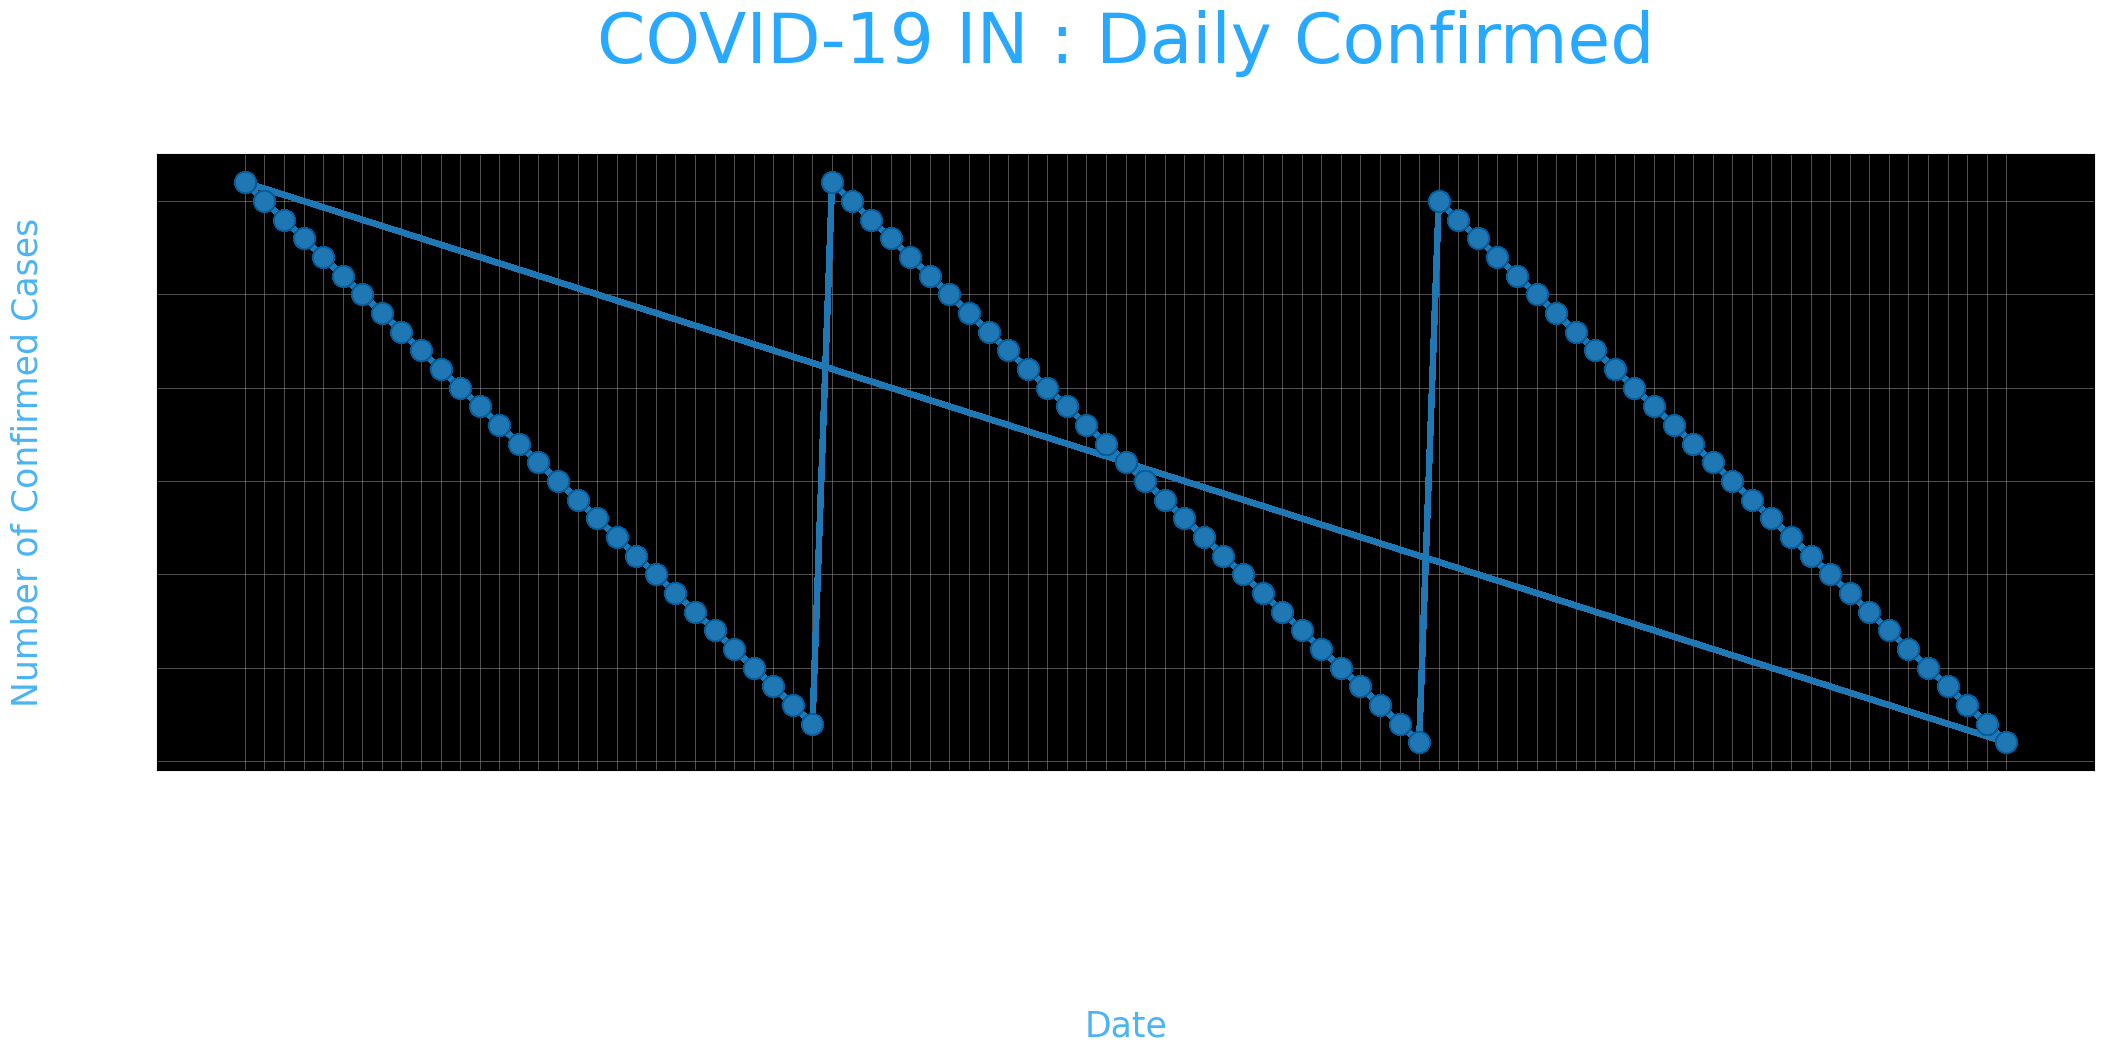 COVID-19 IN : Daily Confirmed
Number of Confirmed Cases
Date